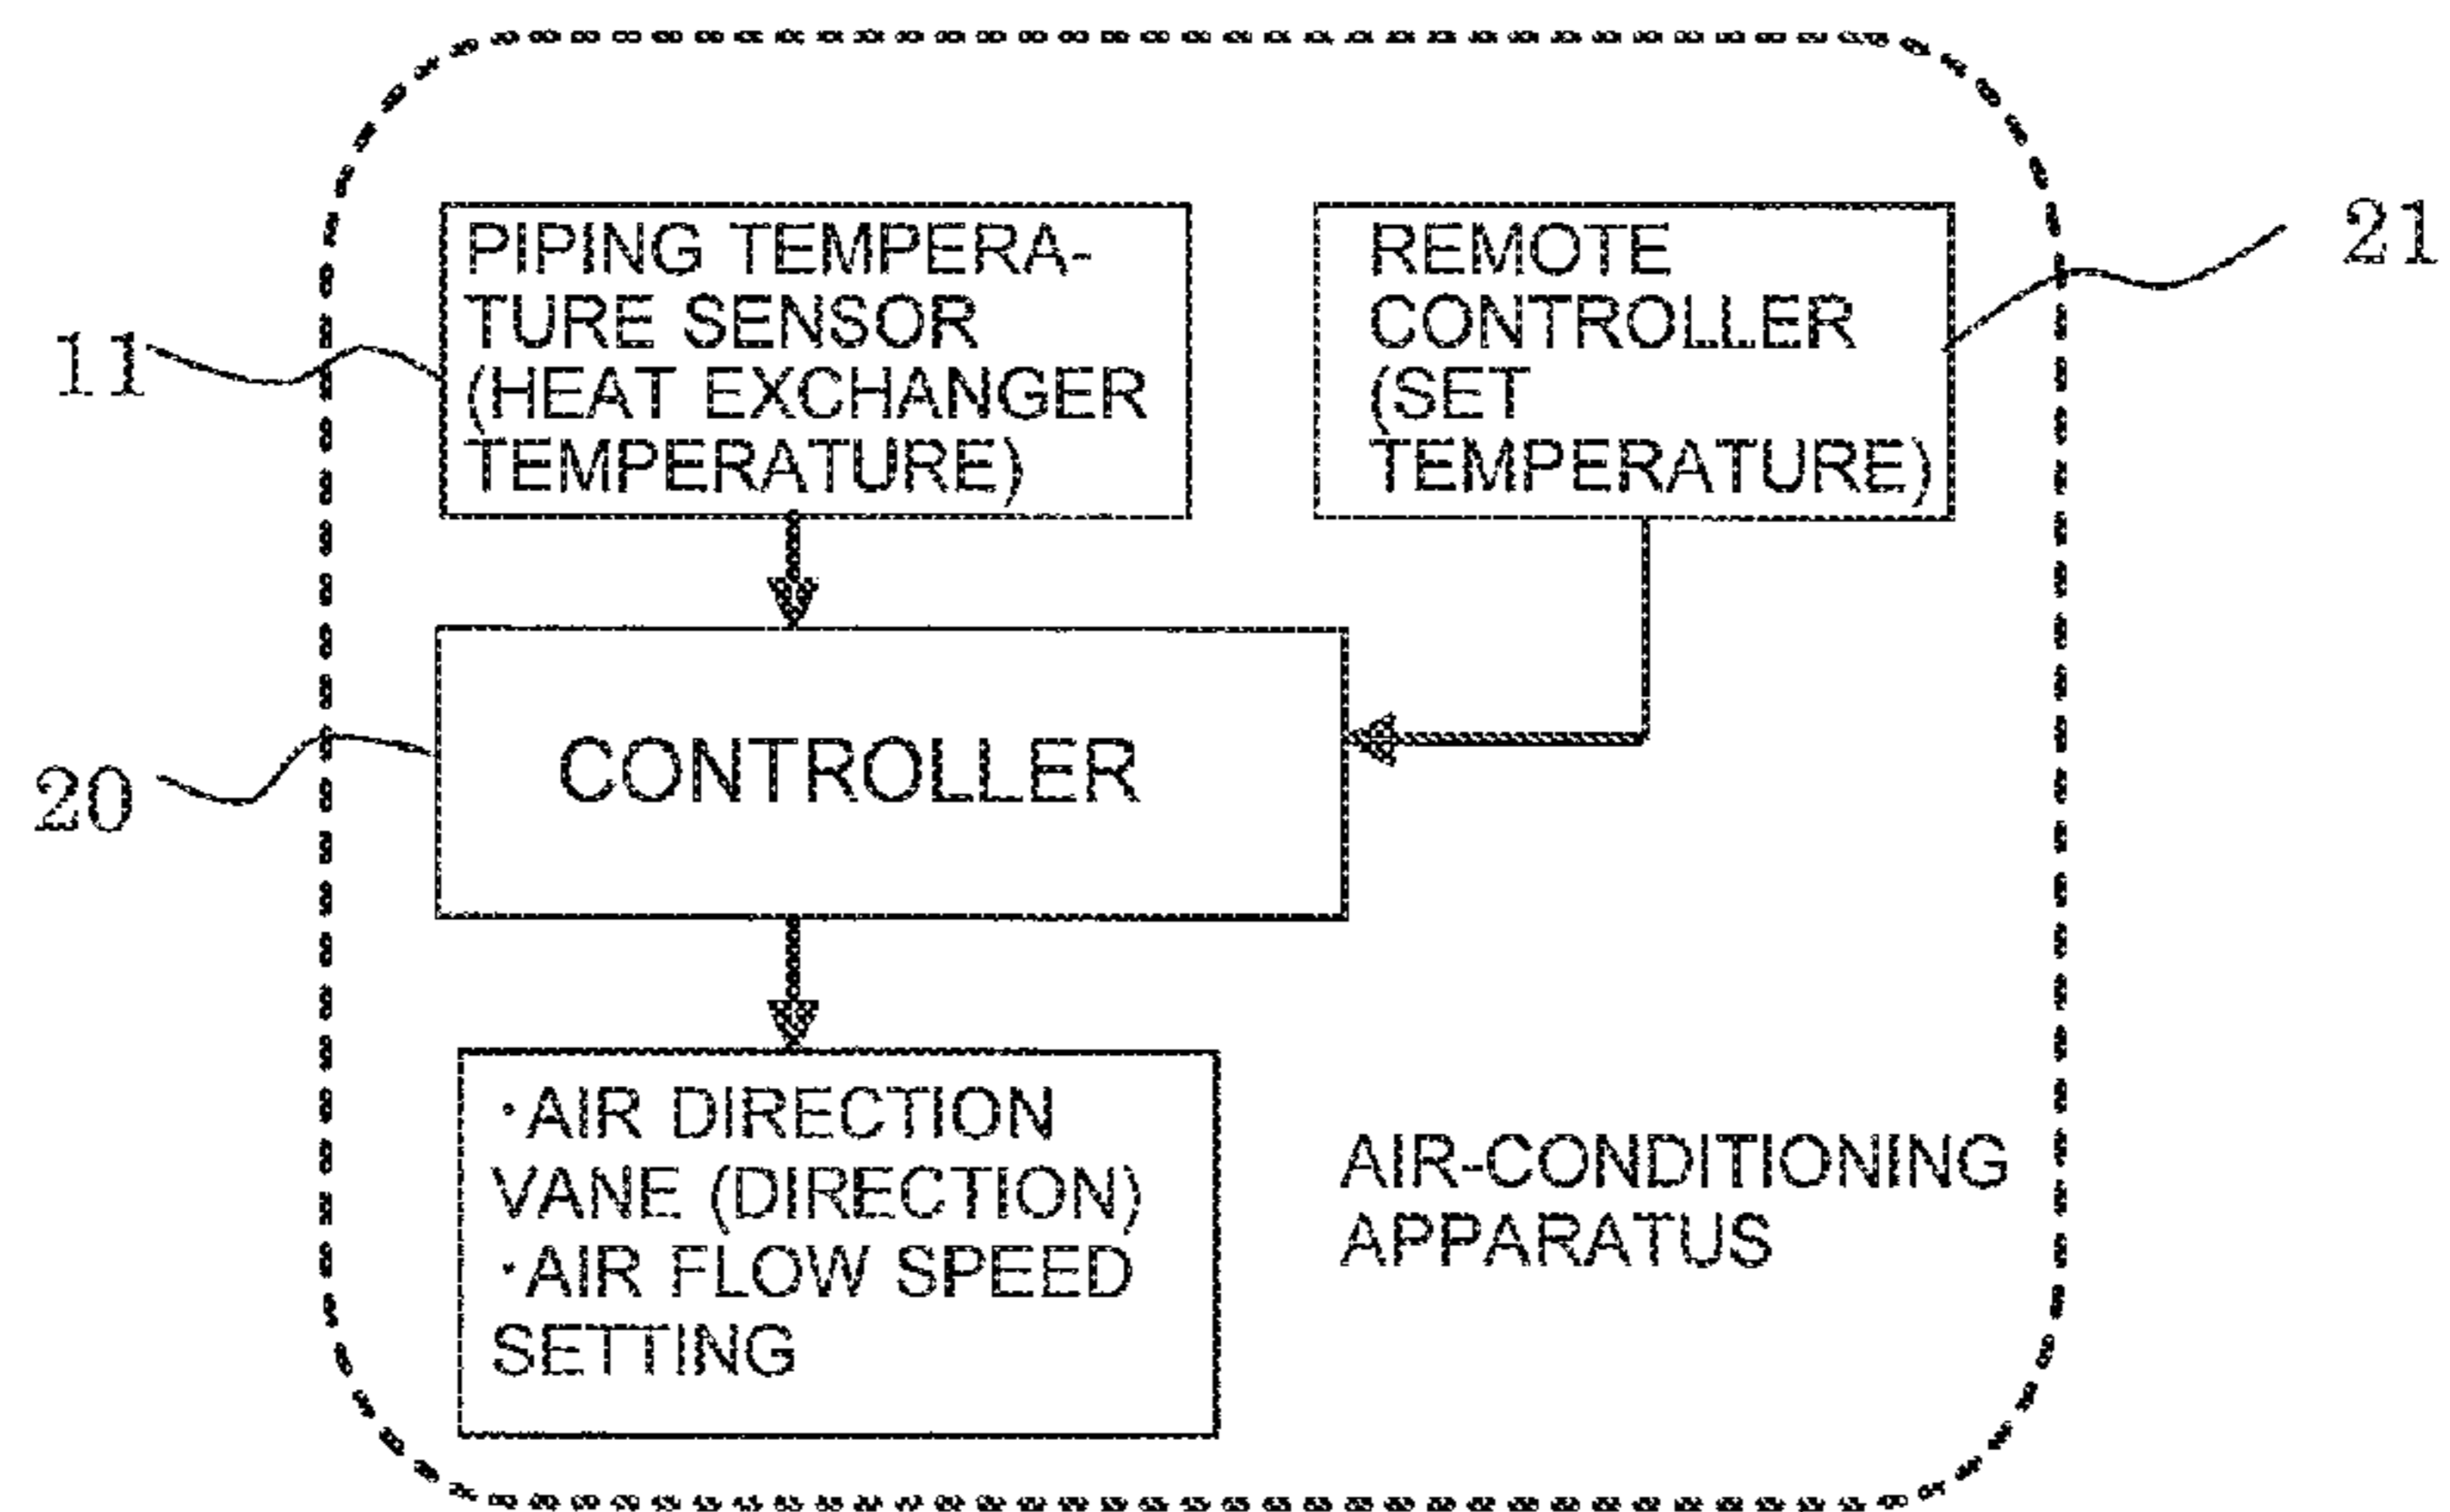 PIPING TEMPERA-
TURE SENSOR
(HEAT EXCHANGER
TEMPERATURE)
REMOTE
CONTROLLER
(SET
TEMPERATURE)
21
11
CONTROLLER
20
・AIR DIRECTION
VANE (DIRECTION)
・AIR FLOW SPEED
SETTING
AIR-CONDITIONING
APPARATUS